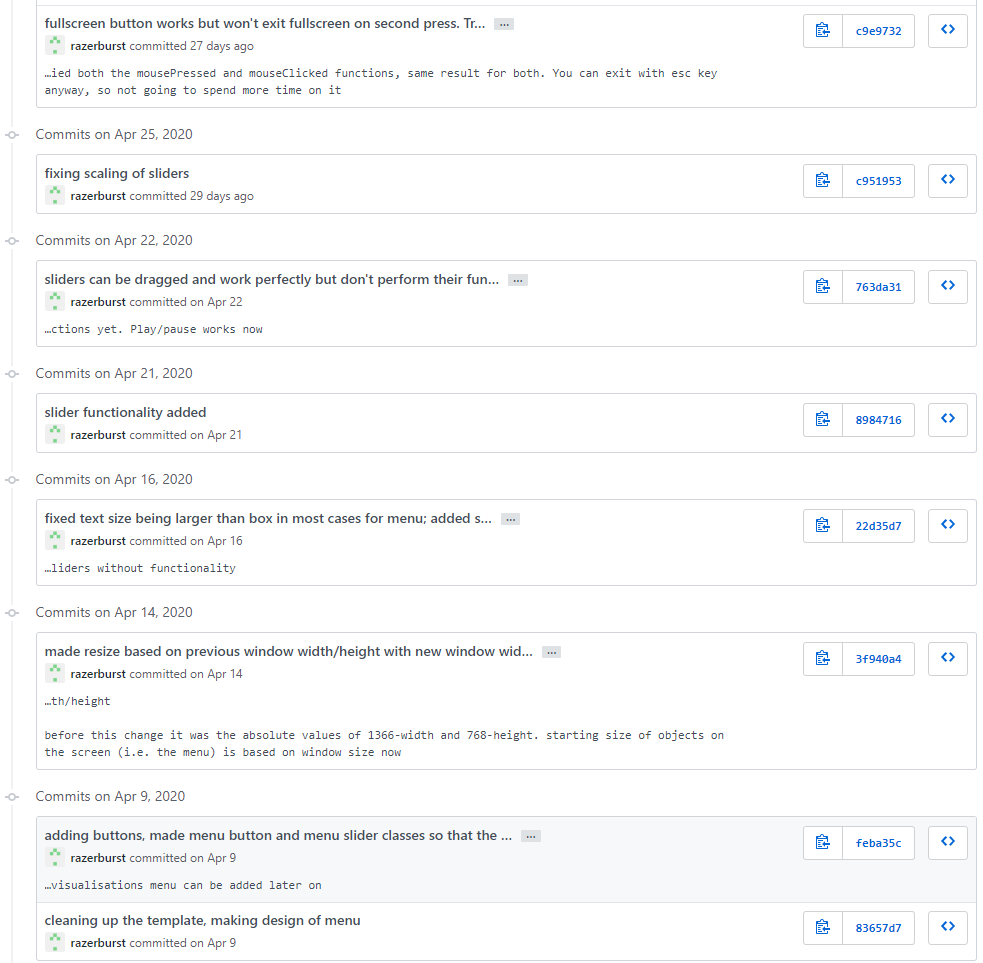 fullscreen button works but won't exit fullscreen on second press. Tr... …
c9e9732
razerburst committed 27 days ago
…ied both the mousePressed and mouseClicked functions, same result for both. You can exit with esc key
anyway, so not going to spend more time on it
Commits on Apr 25, 2020
fixing scaling of sliders
c951953
razerburst committed 29 days ago
Commits on Apr 22, 2020
sliders can be dragged and work perfectly but don't perform their fun... …
763da31
razerburst committed on Apr 22
…ctions yet. Play/pause works now
Commits on Apr 21, 2020
slider functionality added
8984716
razerburst committed on Apr 21
Commits on Apr 16, 2020
fixed text size being larger than box in most cases for menu; added s... …
22d35d7
razerburst committed on Apr 16
…liders without functionality
Commits on Apr 14, 2020
made resize based on previous window width/height with new window wid... …
3f940a4
razerburst committed on Apr 14
…th/height
before this change it was the absolute values of 1366-width and 768-height. starting size of objects on
the screen (i.e. the menu) is based on window size now
Commits on Apr 9, 2020
adding buttons, made menu button and menu slider classes so that the ... …
feba35c
razerburst committed on Apr 9
…visualisations menu can be added later on
cleaning up the template, making design of menu
83657d7
razerburst committed on Apr 9